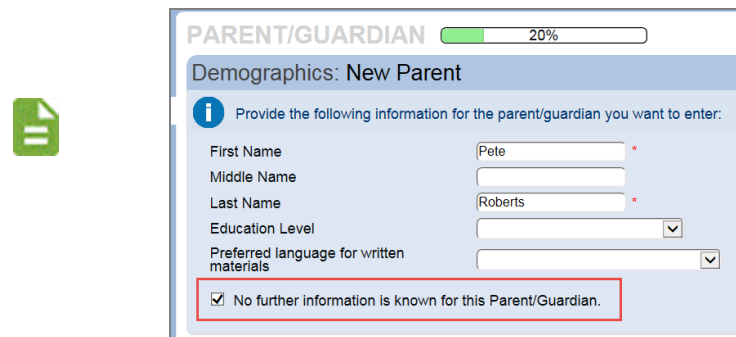 PARENT/GUARDIAN 20%
Demographics: New Parent
i Provide the following information for the parent/guardian you want to enter:
First Name Pete *
Middle Name
Last Name Roberts *
Education Level
Preferred language for written
materials
No further information is known for this Parent/Guardian.